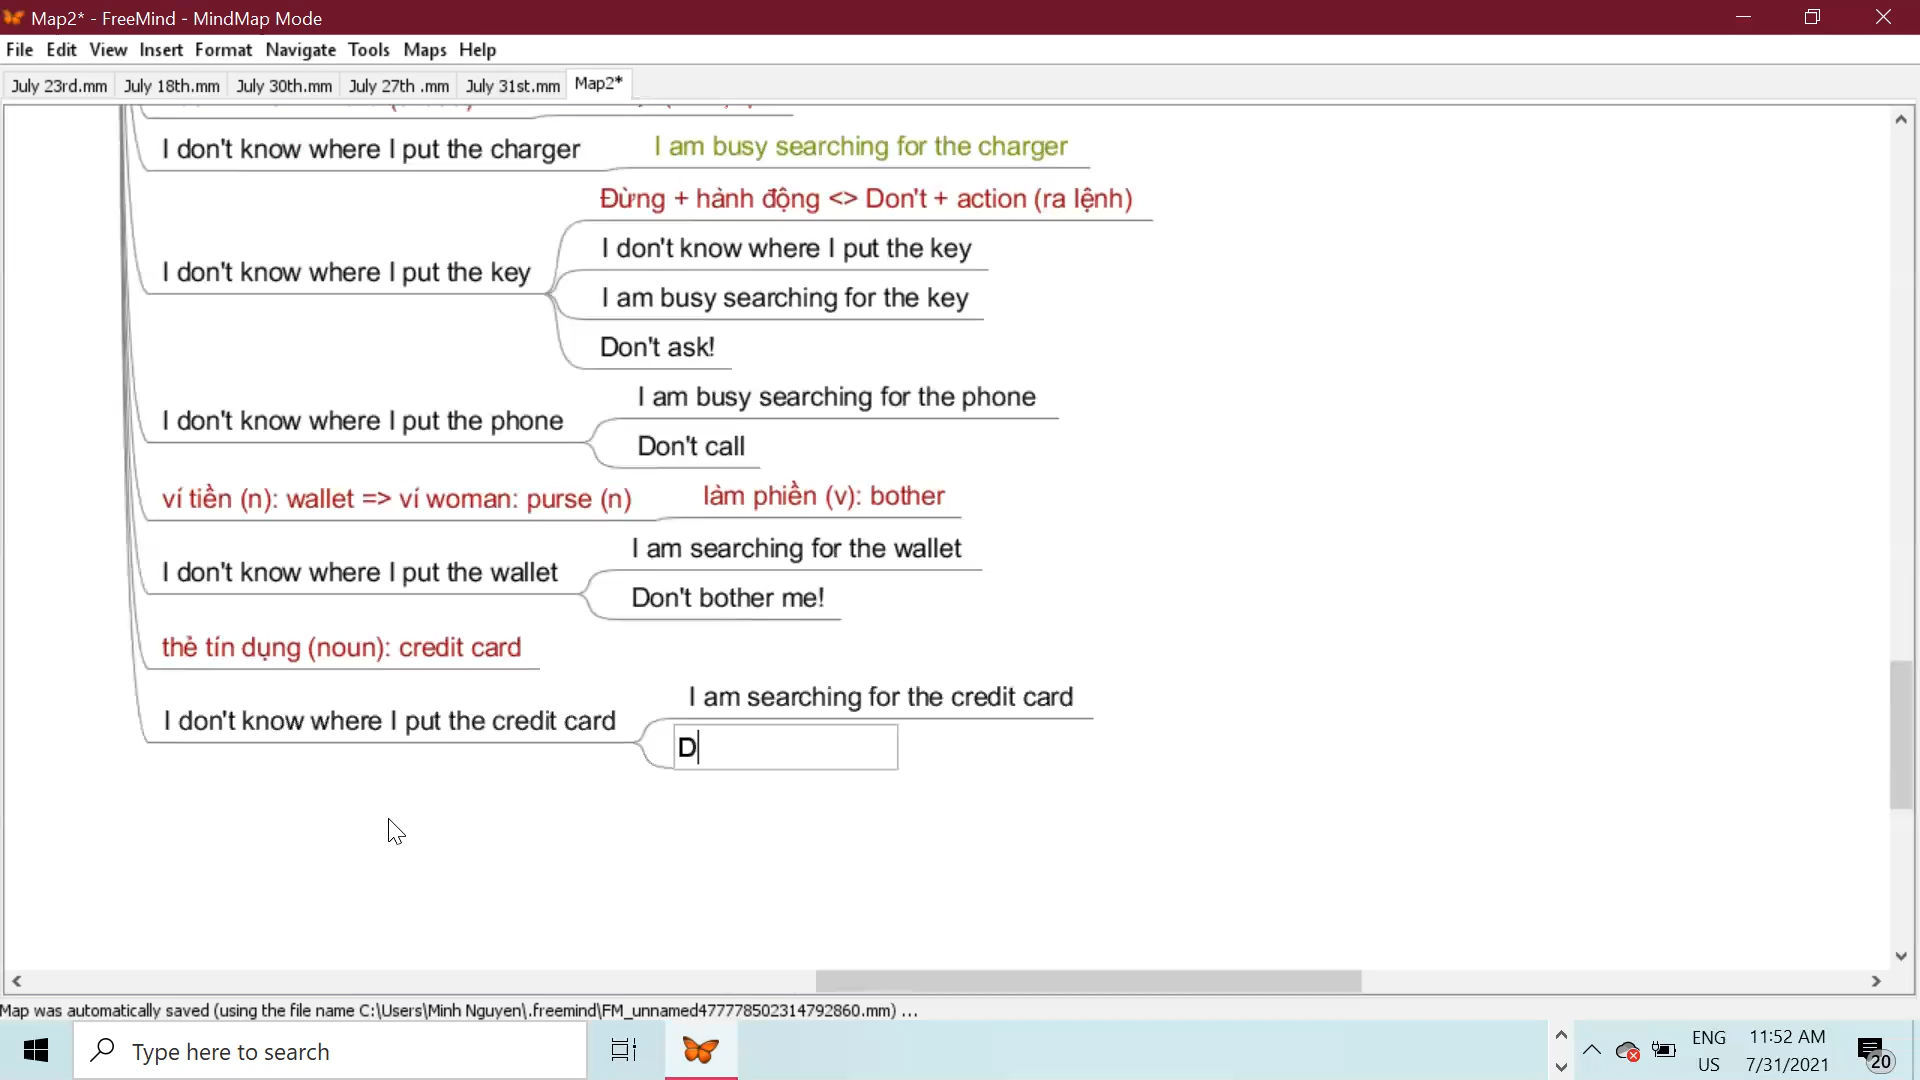 Map2* - FreeMind - MindMap Mode
File Edit View Insert Format Navigate Tools Maps Help
July 23rd.mm July 18th.mm July 30th.mm July 27th .mm July 31st.mm Map2*
I don't know where I put the charger
I am busy searching for the charger
Đừng + hành động <> Don't + action (ra lệnh)
I don't know where I put the key
I don't know where I put the key
I am busy searching for the key
Don't ask!
I don't know where I put the phone
I am busy searching for the phone
Don't call
ví tiền (n): wallet => ví woman: purse (n)
làm phiền (v): bother
I don't know where I put the wallet
I am searching for the wallet
Don't bother me!
thẻ tín dụng (noun): credit card
I don't know where I put the credit card
I am searching for the credit card
D
Map was automatically saved (using the file name C:\Users\Minh Nguyen\.freemind\FM_unnamed477778502314792860.mm) ...
Type here to search
ENG
US
11:52 AM
7/31/2021
20